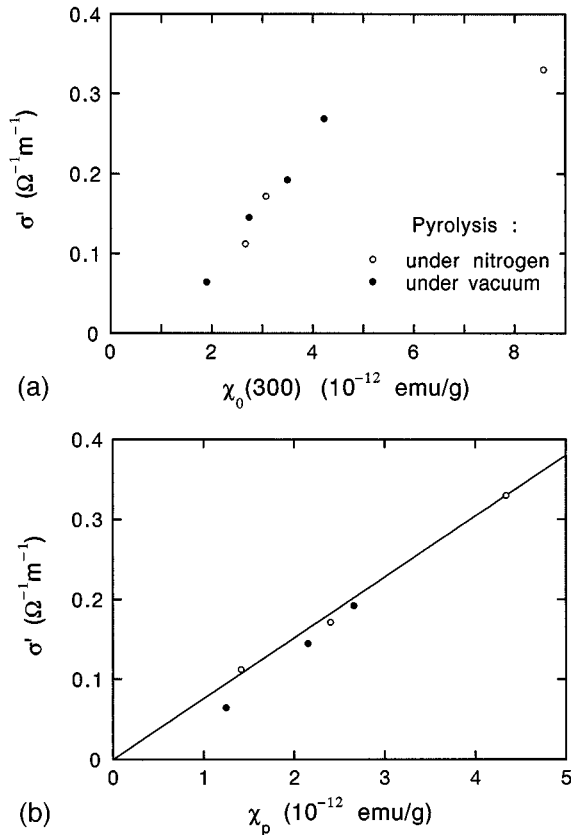 0.4
0.3
0.2
0.1
0
σ' (Ω⁻¹m⁻¹)
Pyrolysis :
○ under nitrogen
● under vacuum
0 2 4 6 8
(a) χ₀(300) (10⁻¹² emu/g)
0.4
0.3
0.2
0.1
0
σ' (Ω⁻¹m⁻¹)
0 1 2 3 4 5
(b) χₚ (10⁻¹² emu/g)